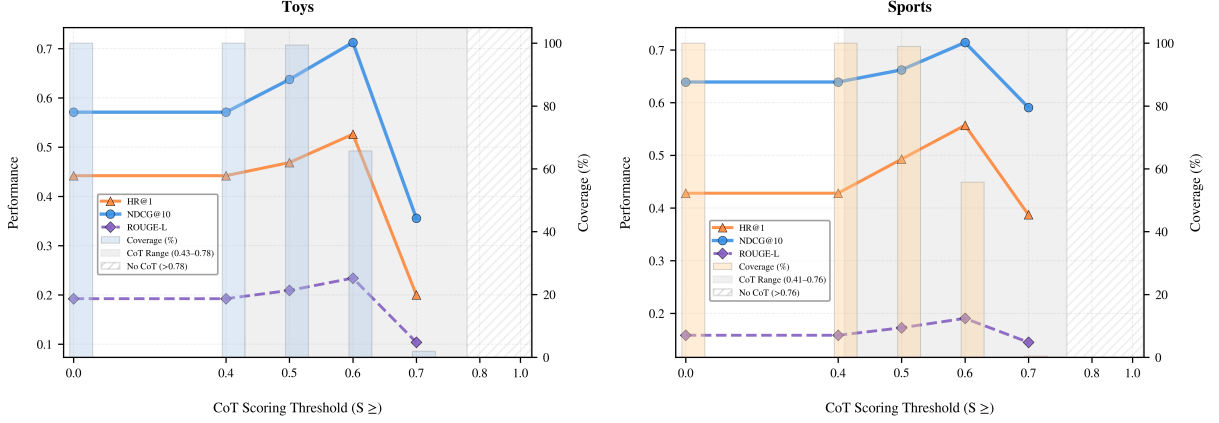 Toys
0.7
0.6
0.5
0.4
0.3
0.2
0.1
Performance
100
80
60
40
20
0
Coverage (%)
HR@1
NDCG@10
ROUGE-L
Coverage (%)
CoT Range (0.43–0.78)
No CoT (>0.78)
0.0 0.4 0.5 0.6 0.7 0.8 1.0
CoT Scoring Threshold (S ≥)
Sports
0.7
0.6
0.5
0.4
0.3
0.2
Performance
100
80
60
40
20
0
Coverage (%)
HR@1
NDCG@10
ROUGE-L
Coverage (%)
CoT Range (0.41–0.76)
No CoT (>0.76)
0.0 0.4 0.5 0.6 0.7 0.8 1.0
CoT Scoring Threshold (S ≥)